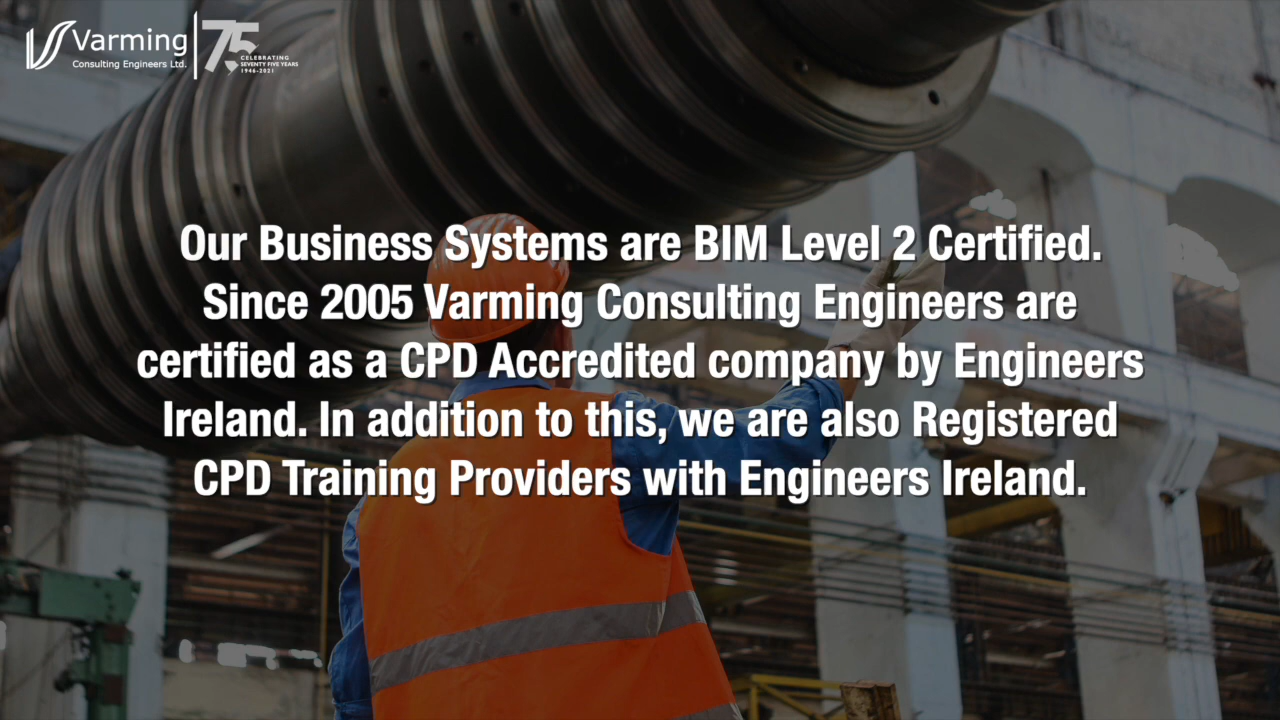 Varming
Consulting Engineers Ltd.
75
CELEBRATING
SEVENTY FIVE YEARS
1946-2021
Our Business Systems are BIM Level 2 Certified.
Since 2005 Varming Consulting Engineers are
certified as a CPD Accredited company by Engineers
Ireland. In addition to this, we are also Registered
CPD Training Providers with Engineers Ireland.